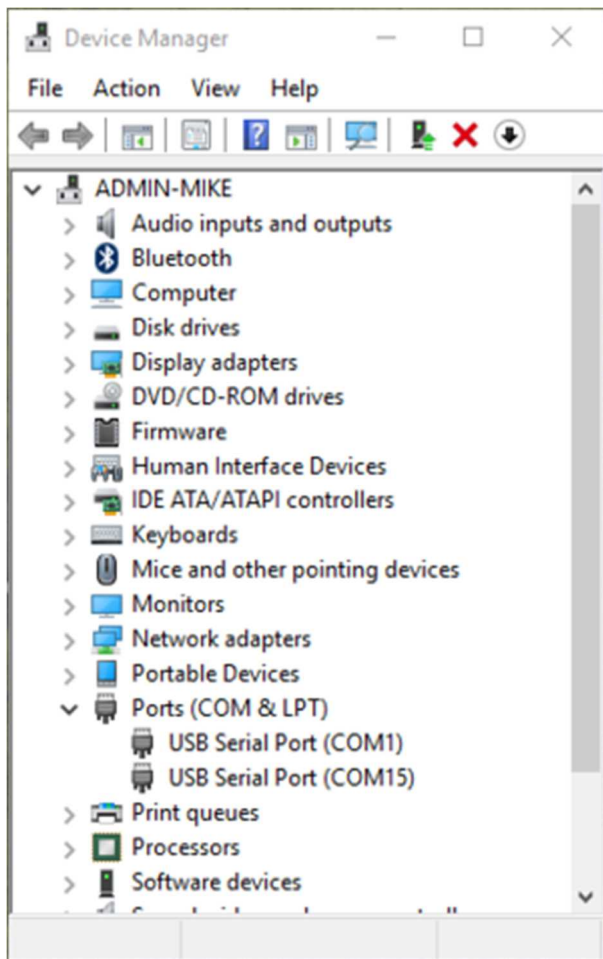 Device Manager
File Action View Help
ADMIN-MIKE
Audio inputs and outputs
Bluetooth
Computer
Disk drives
Display adapters
DVD/CD-ROM drives
Firmware
Human Interface Devices
IDE ATA/ATAPI controllers
Keyboards
Mice and other pointing devices
Monitors
Network adapters
Portable Devices
Ports (COM & LPT)
USB Serial Port (COM1)
USB Serial Port (COM15)
Print queues
Processors
Software devices